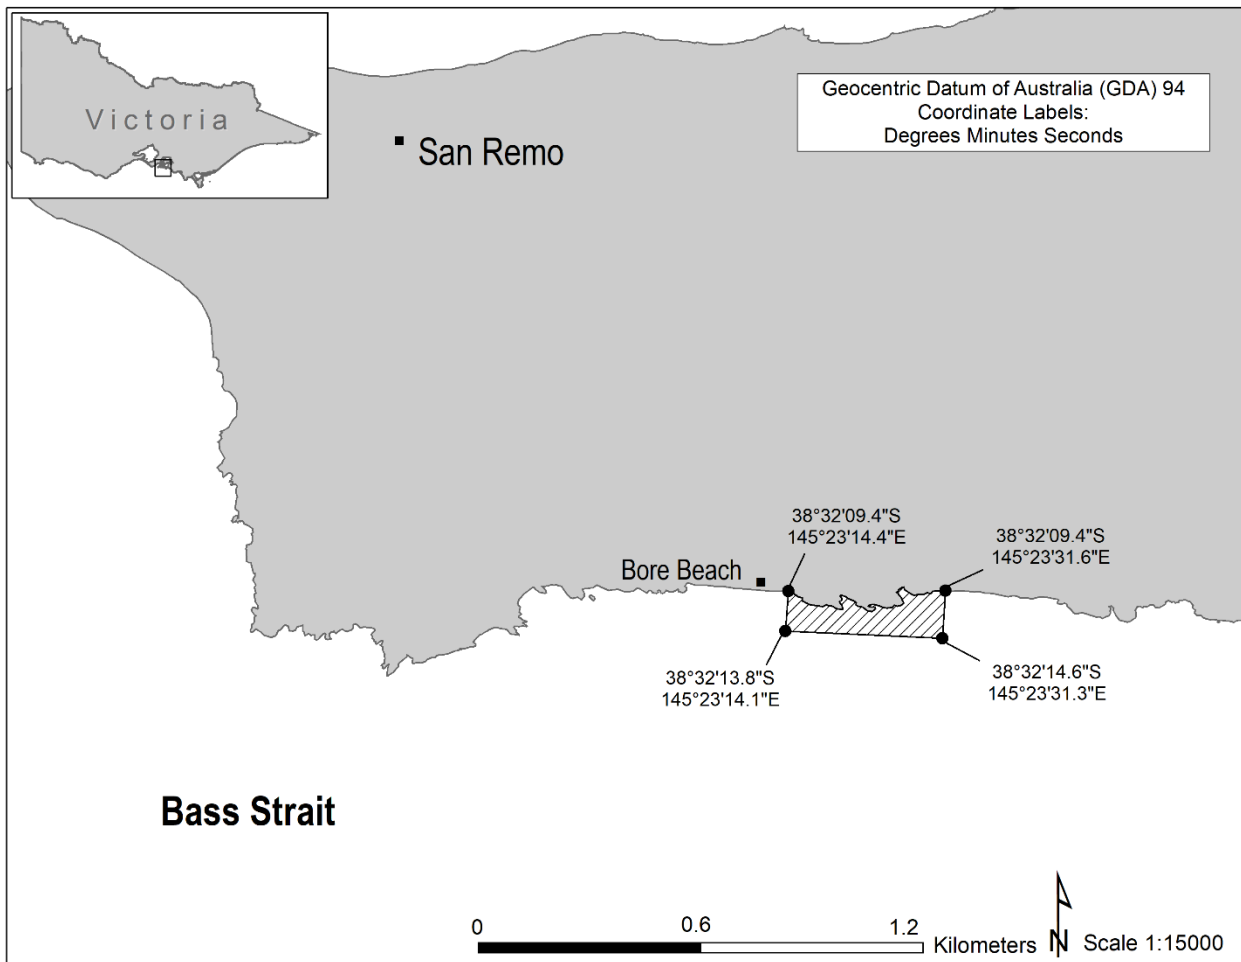 Victoria
San Remo
Geocentric Datum of Australia (GDA) 94
Coordinate Labels:
Degrees Minutes Seconds
38°32'09.4"S
145°23'14.4"E
38°32'09.4"S
145°23'31.6"E
Bore Beach
38°32'13.8"S
145°23'14.1"E
38°32'14.6"S
145°23'31.3"E
Bass Strait
0 0.6 1.2
Kilometers
N
Scale 1:15000